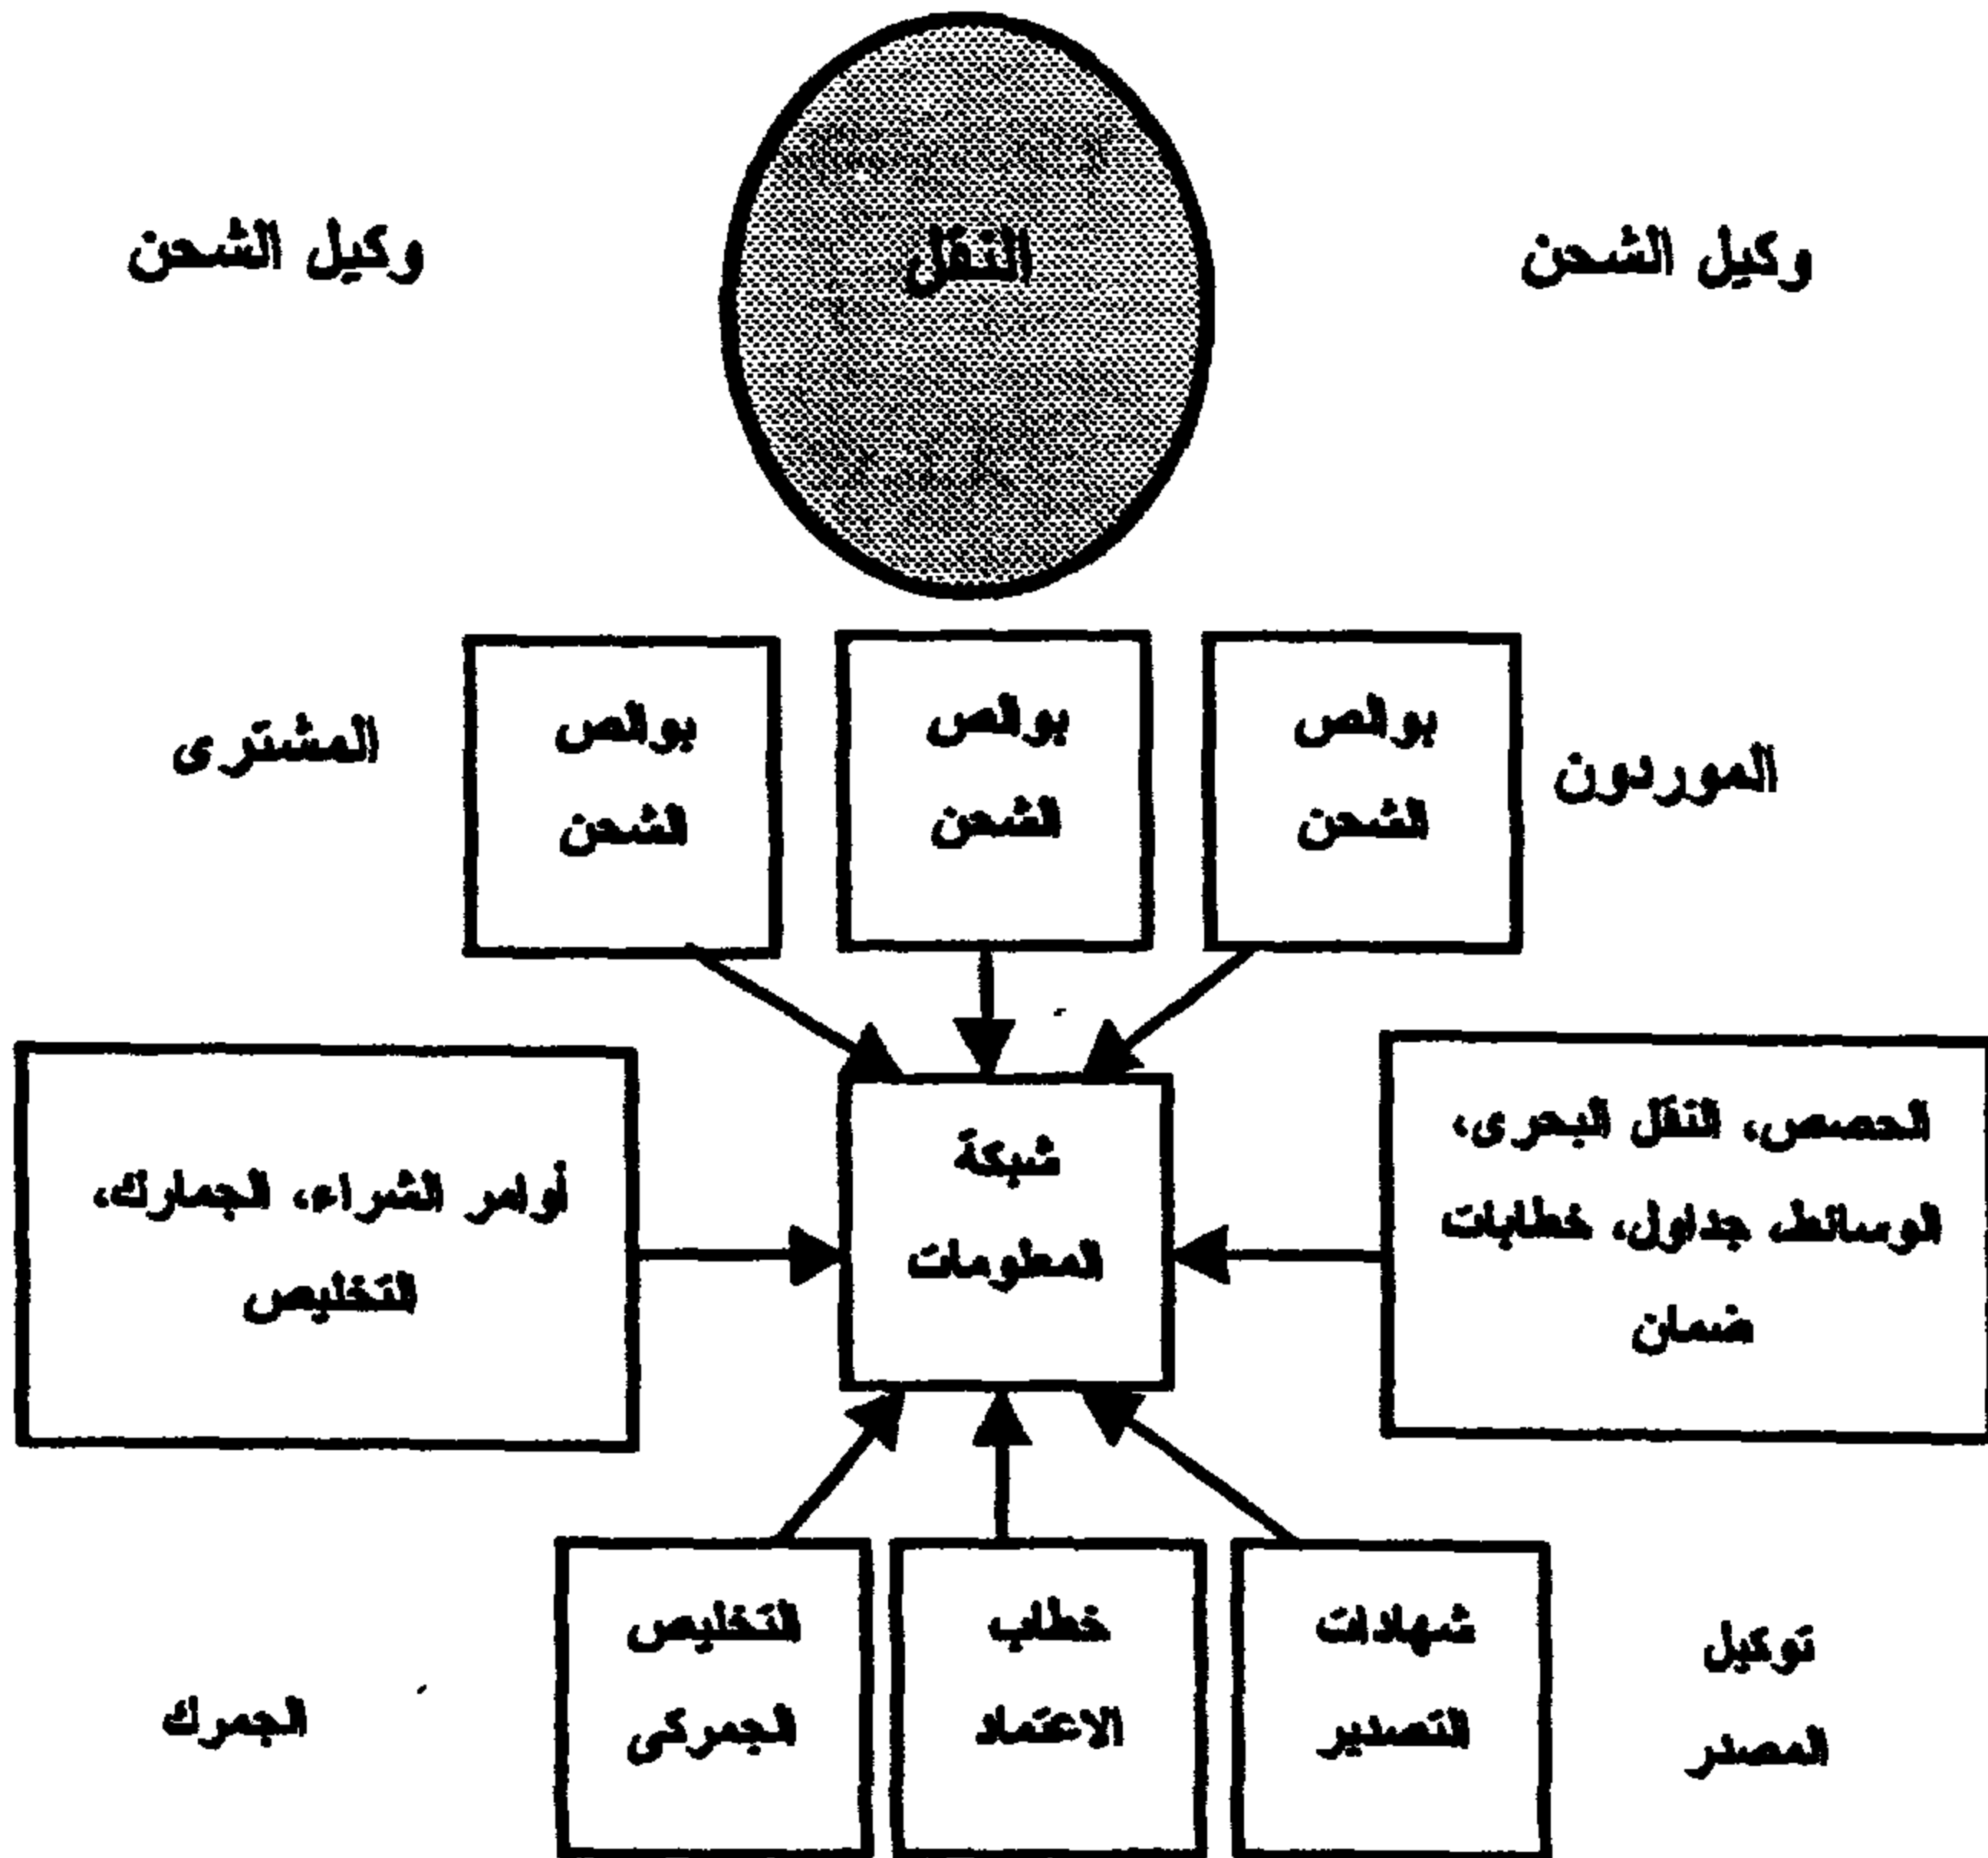 النقل
وكيل الشحن
وكيل الشحن
الموردون
بوالص
الشحن
بوالص
الشحن
بوالص
الشحن
المشترى
الحصص، النقل البحرى،
الوسائط جداول، خطابات
ضمان
شبكة
المعلومات
أوامر الشراء، الجمارك،
التخليص
توكيل
المصدر
شهادات
التصدير
خطاب
الاعتماد
التخليص
الجمركى
الجمرك